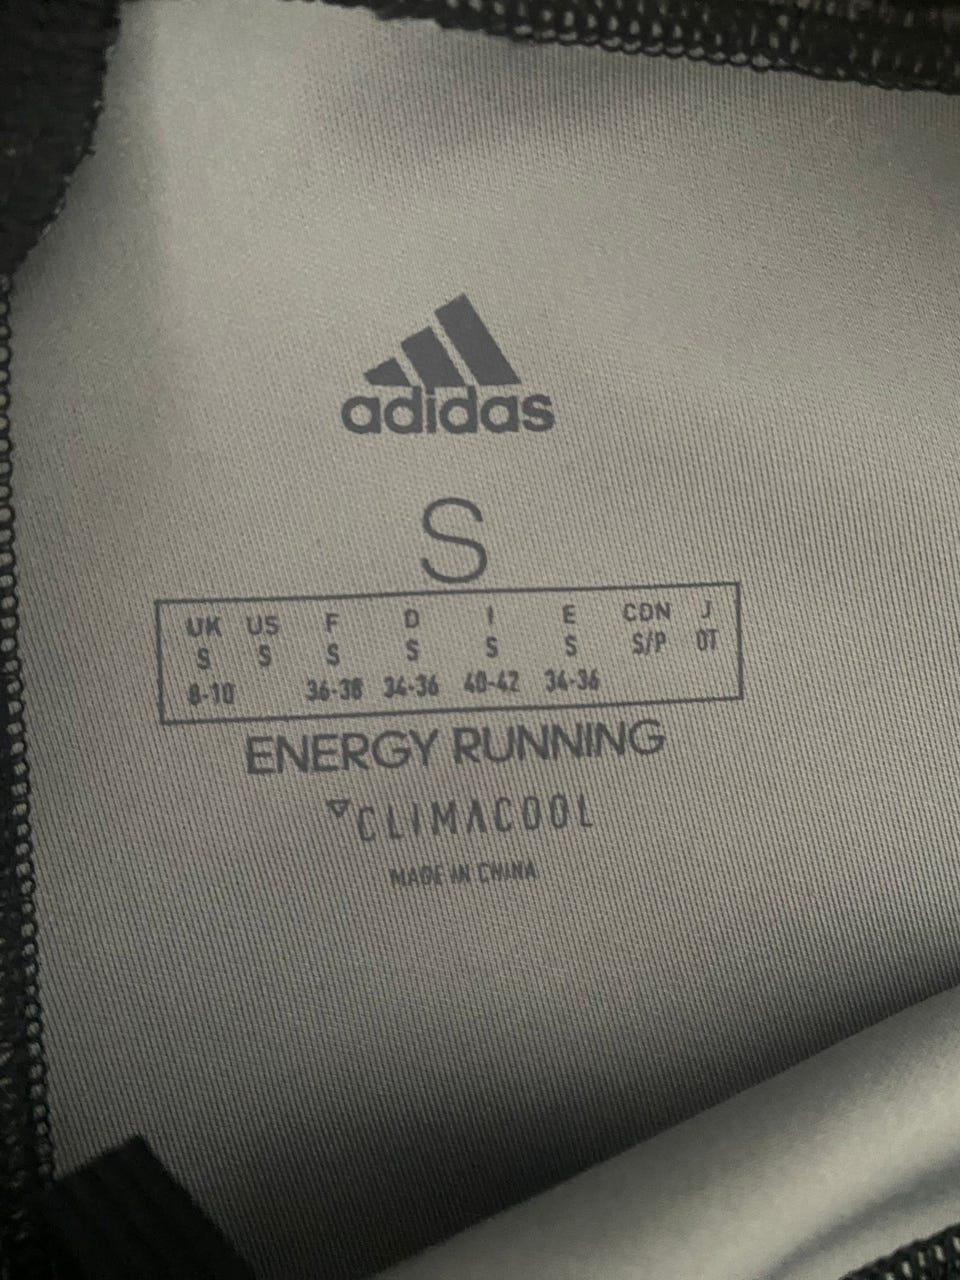 adidas
S
UK US F D I E CDN J
S S S S S S S/P OT
8-10 36-38 34-36 40-42 34-36
ENERGY RUNNING
CLIMACOOL
MADE IN CHINA